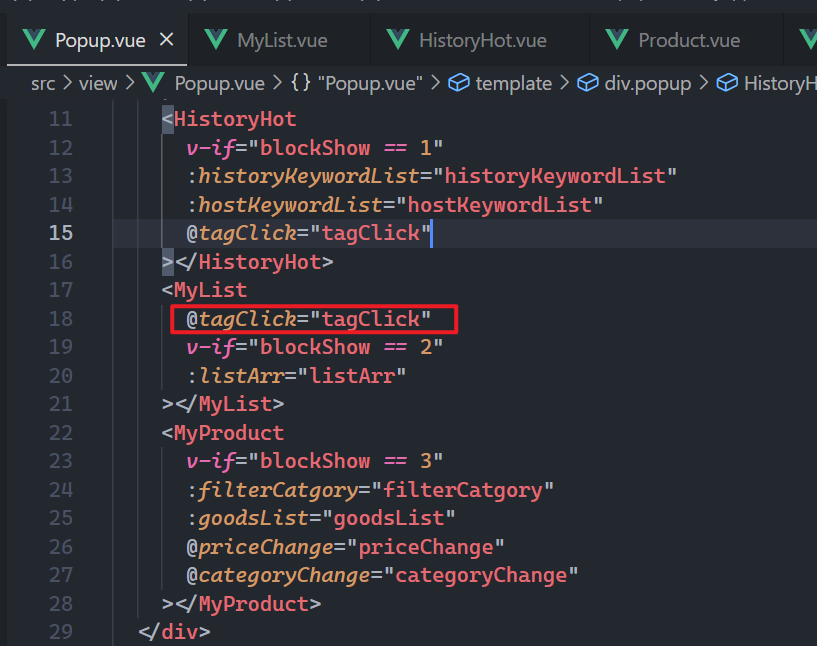 Popup.vue × MyList.vue HistoryHot.vue Product.vue
src > view > Popup.vue > {} "Popup.vue" > template > div.popup > HistoryH
11 <HistoryHot
12 v-if="blockShow == 1"
13 :historyKeywordList="historyKeywordList"
14 :hostKeywordList="hostKeywordList"
15 @tagClick="tagClick"
16 ></HistoryHot>
17 <MyList
18 @tagClick="tagClick"
19 v-if="blockShow == 2"
20 :listArr="listArr"
21 ></MyList>
22 <MyProduct
23 v-if="blockShow == 3"
24 :filterCatgory="filterCatgory"
25 :goodsList="goodsList"
26 @priceChange="priceChange"
27 @categoryChange="categoryChange"
28 ></MyProduct>
29 </div>